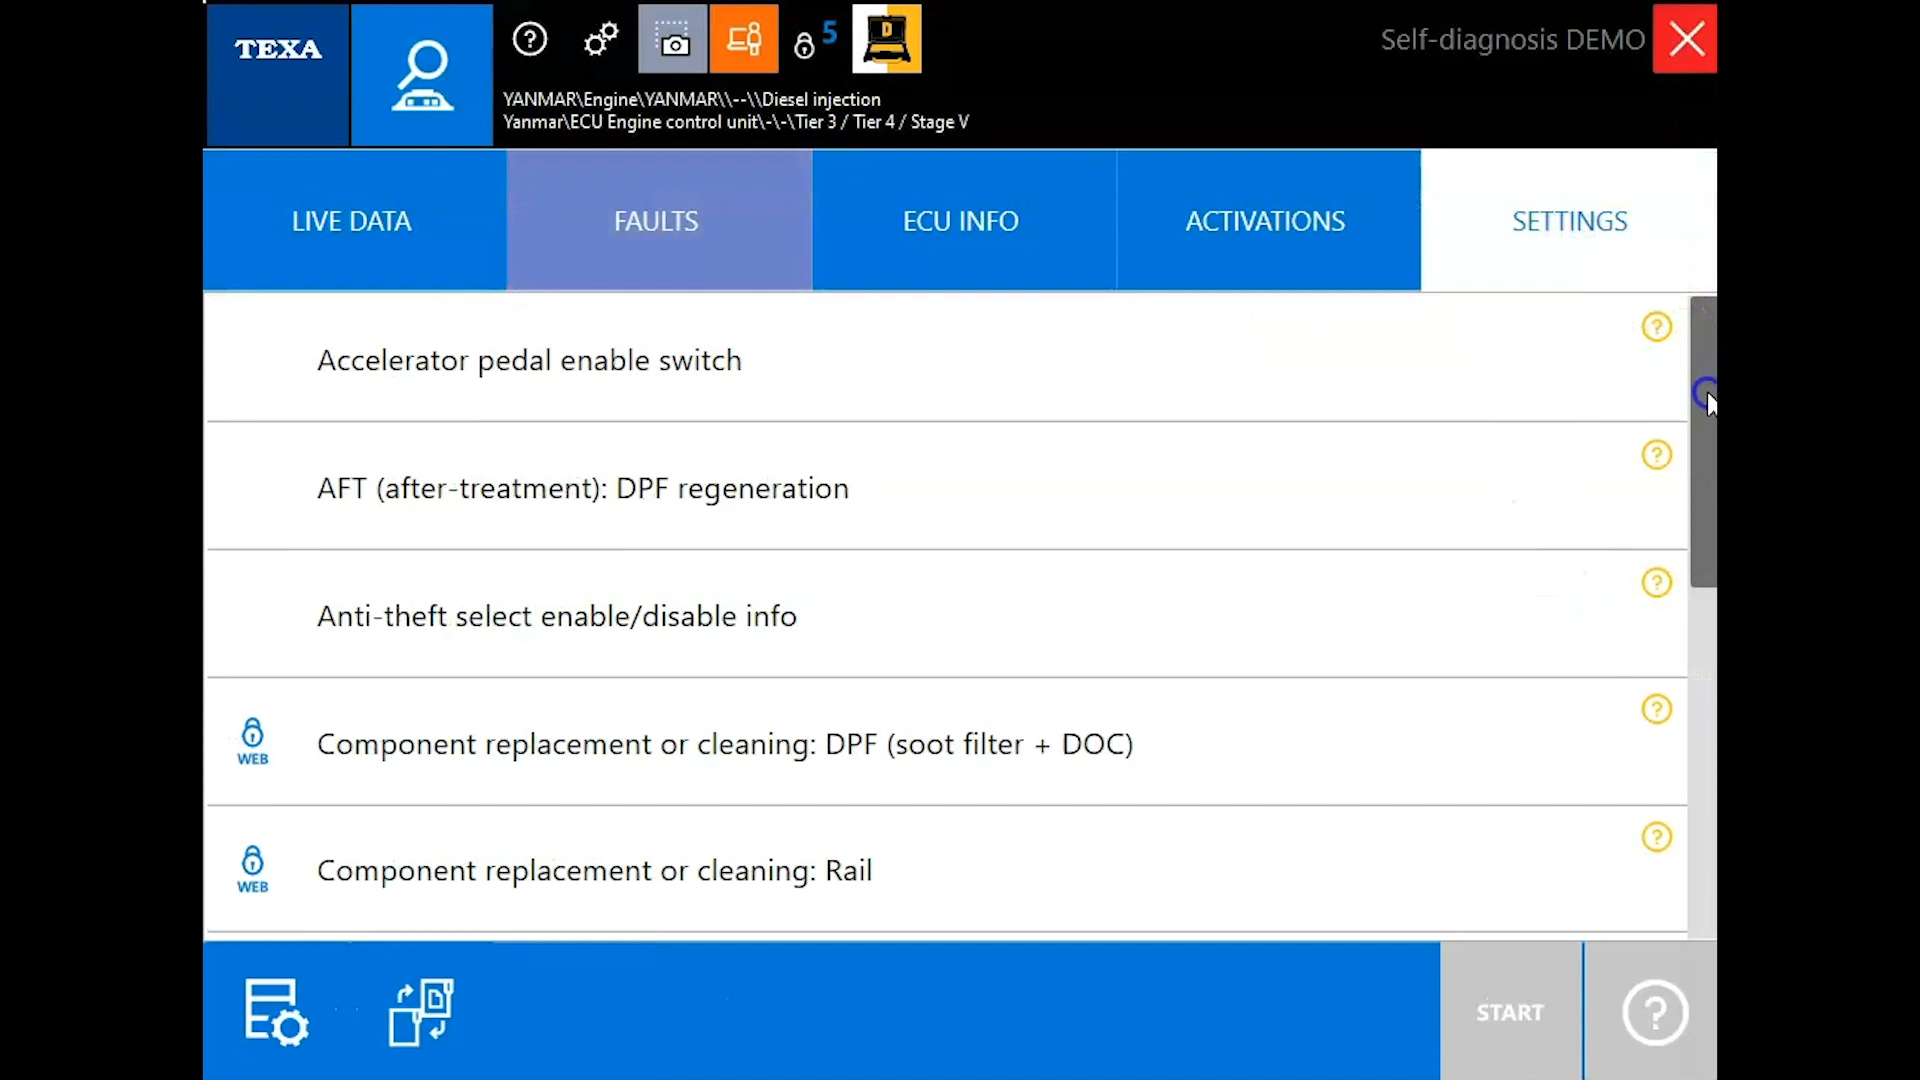 TEXA
5
D
Self-diagnosis DEMO
YANMAR\Engine\YANMAR\\--\\Diesel injection
Yanmar\ECU Engine control unit\-\-\Tier 3 / Tier 4 / Stage V
LIVE DATA
FAULTS
ECU INFO
ACTIVATIONS
SETTINGS
Accelerator pedal enable switch
AFT (after-treatment): DPF regeneration
Anti-theft select enable/disable info
WEB
Component replacement or cleaning: DPF (soot filter + DOC)
WEB
Component replacement or cleaning: Rail
START